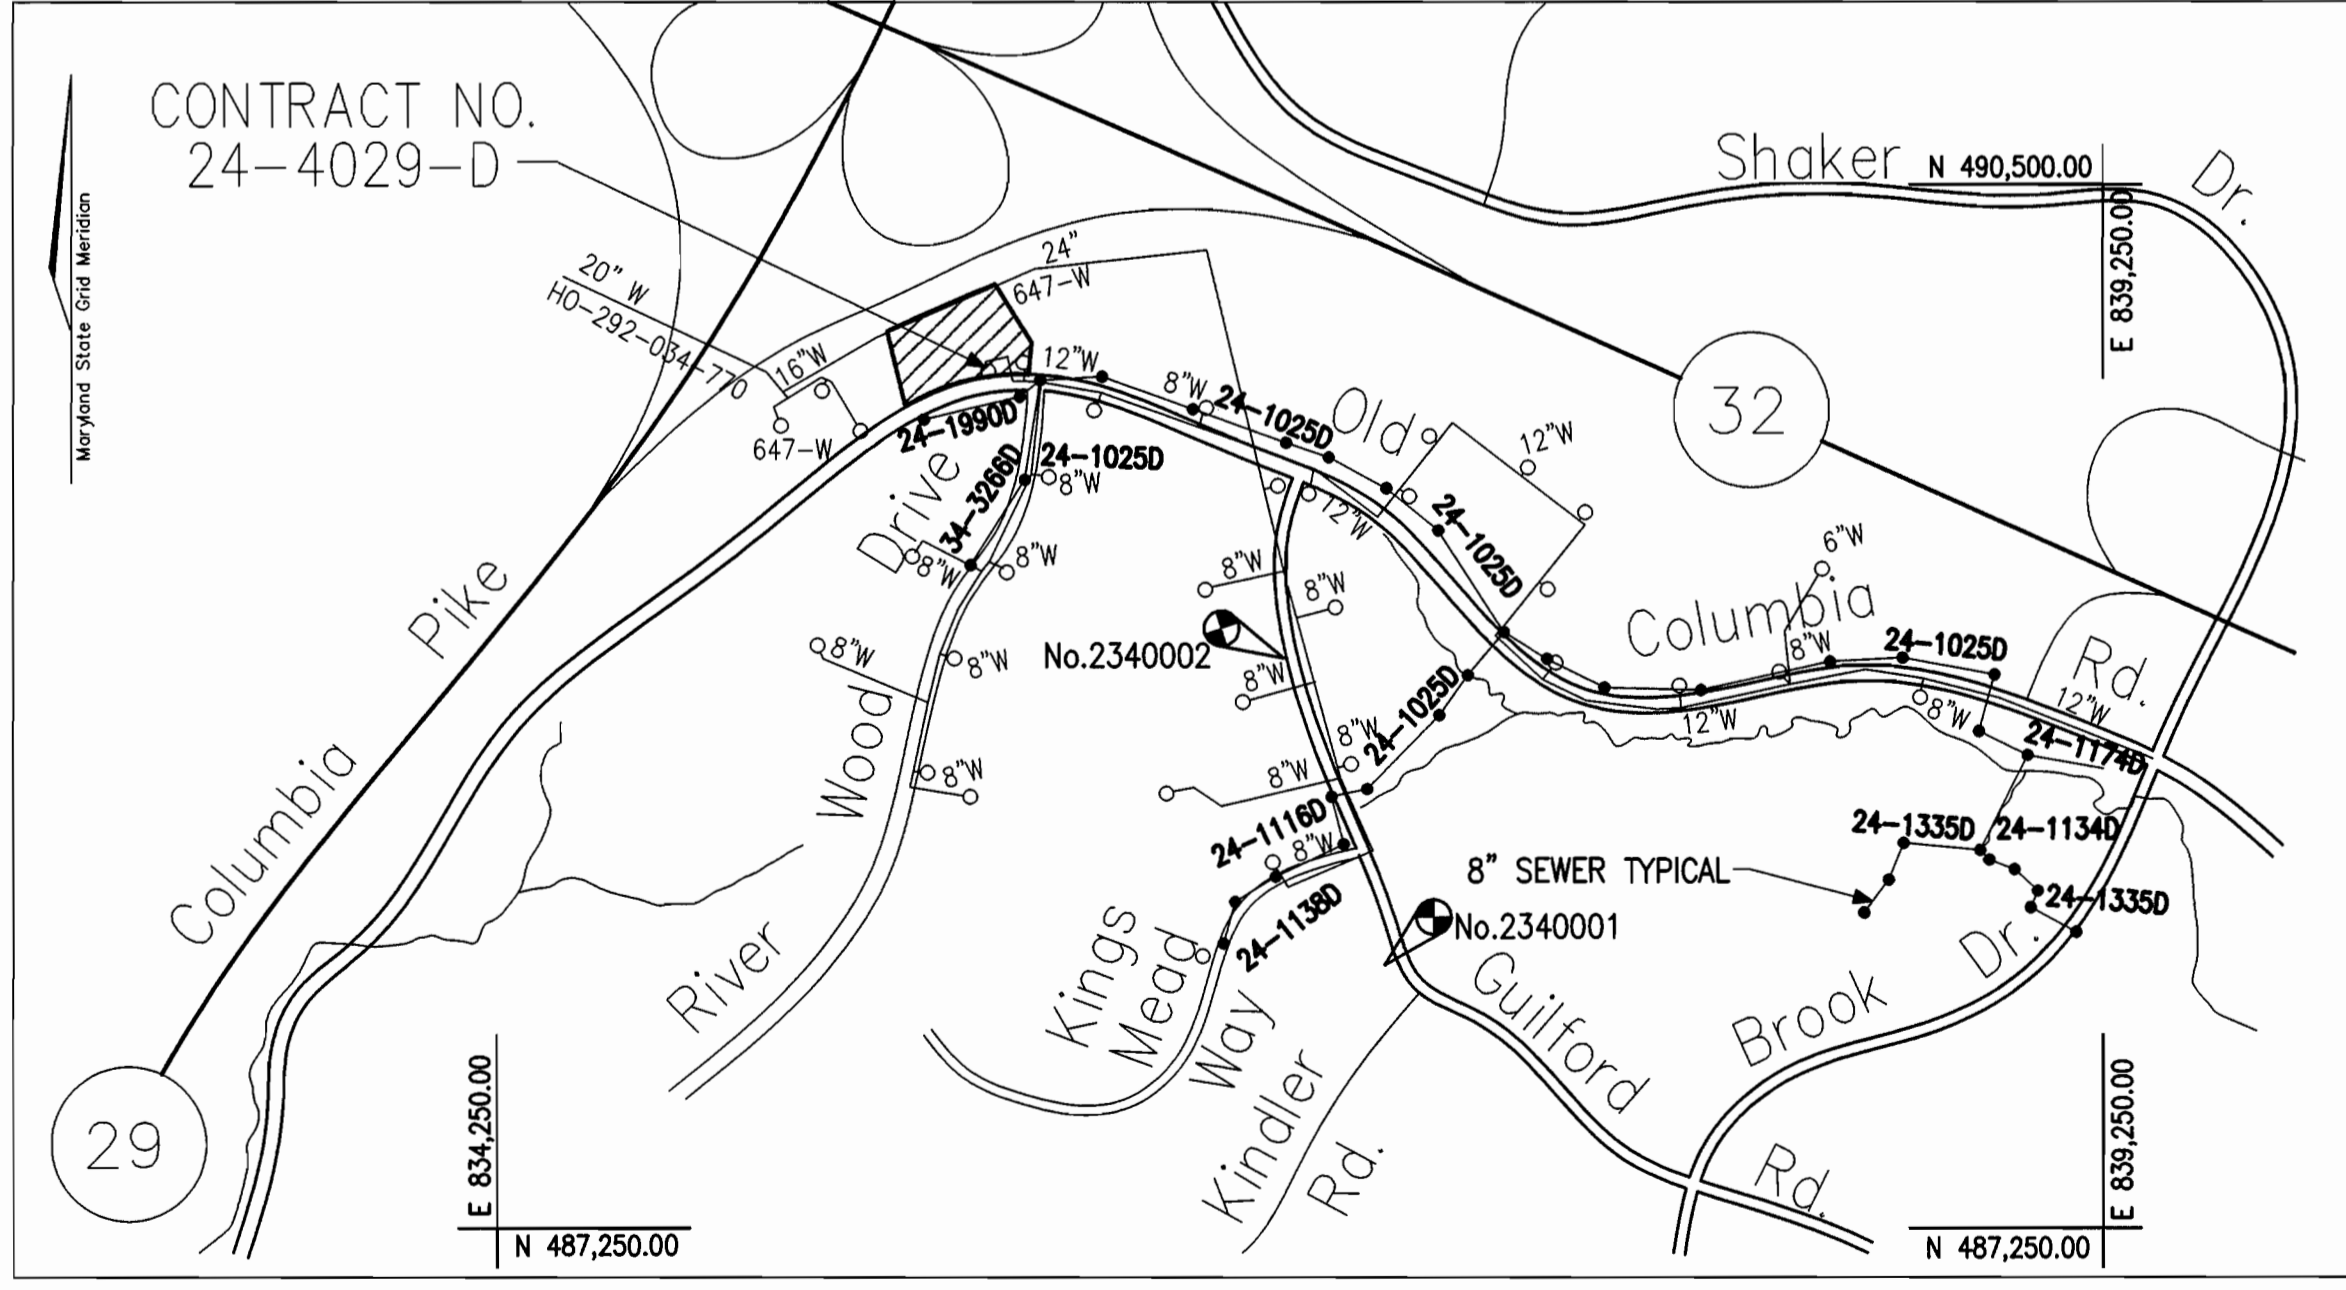 CONTRACT NO.
24-4029-D
Maryland State Grid Meridian
Shaker Dr.
N 490,500.00
E 839,250.00
24"
647-W
20" W
HO-292-034-770
16"W
647-W
12"W
8"W
24-1025D
24-1990D
34-3266D
24-1025D
8"W
Old Columbia Rd.
12"W
12"W
32
24-1025D
6"W
8"W
8"W
8"W
8"W
8"W
24-1025D
Columbia Pike
No.2340002
8"W
8"W
8"W
24-1025D
8"W
8"W
8"W
12"W
8"W
12"W
24-1174D
River Wood Drive
24-1116D
8"W
24-1138D
24-1335D
24-1134D
8" SEWER TYPICAL
24-1335D
No.2340001
Kings
Mead
Way
Guilford Rd.
Brook Dr.
Kindler
Rd.
29
E 834,250.00
N 487,250.00
E 839,250.00
N 487,250.00